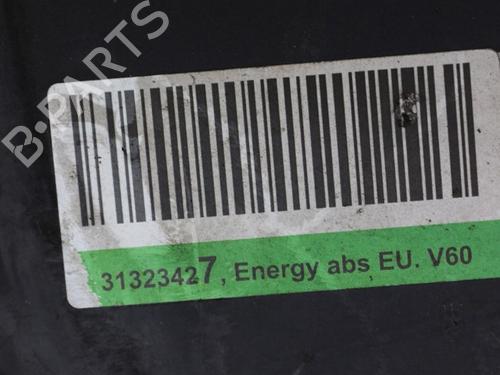 B-PARTS
31323427, Energy abs EU. V60